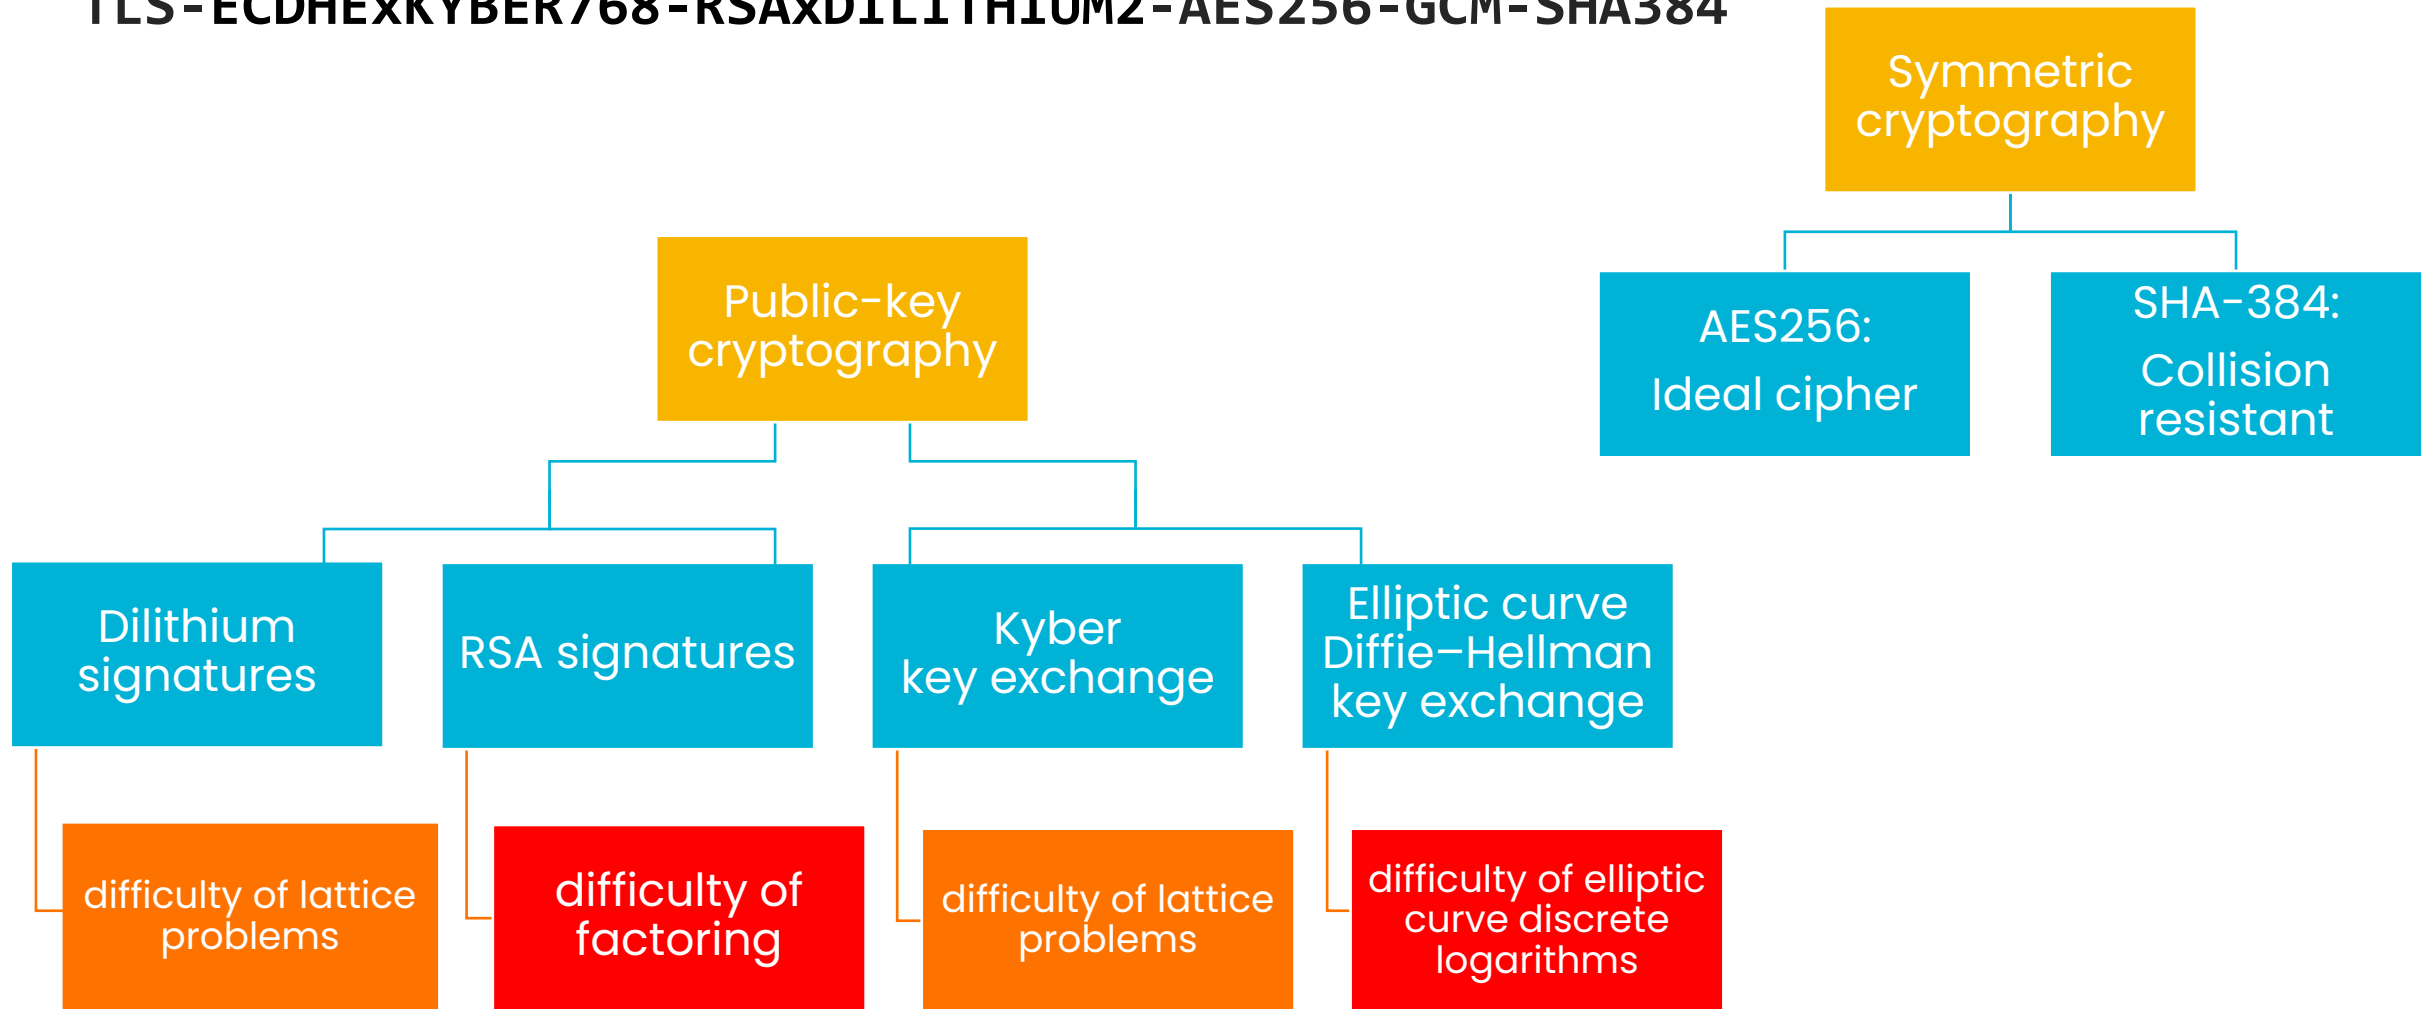 TLS-ECDHExKYBER768-RSAxDILITHIUM2-AES256-GCM-SHA384
Symmetric
cryptography
Public-key
cryptography
AES256:
Ideal cipher
SHA-384:
Collision
resistant
Dilithium
signatures
RSA signatures
Kyber
key exchange
Elliptic curve
Diffie–Hellman
key exchange
difficulty of lattice
problems
difficulty of
factoring
difficulty of lattice
problems
difficulty of elliptic
curve discrete
logarithms